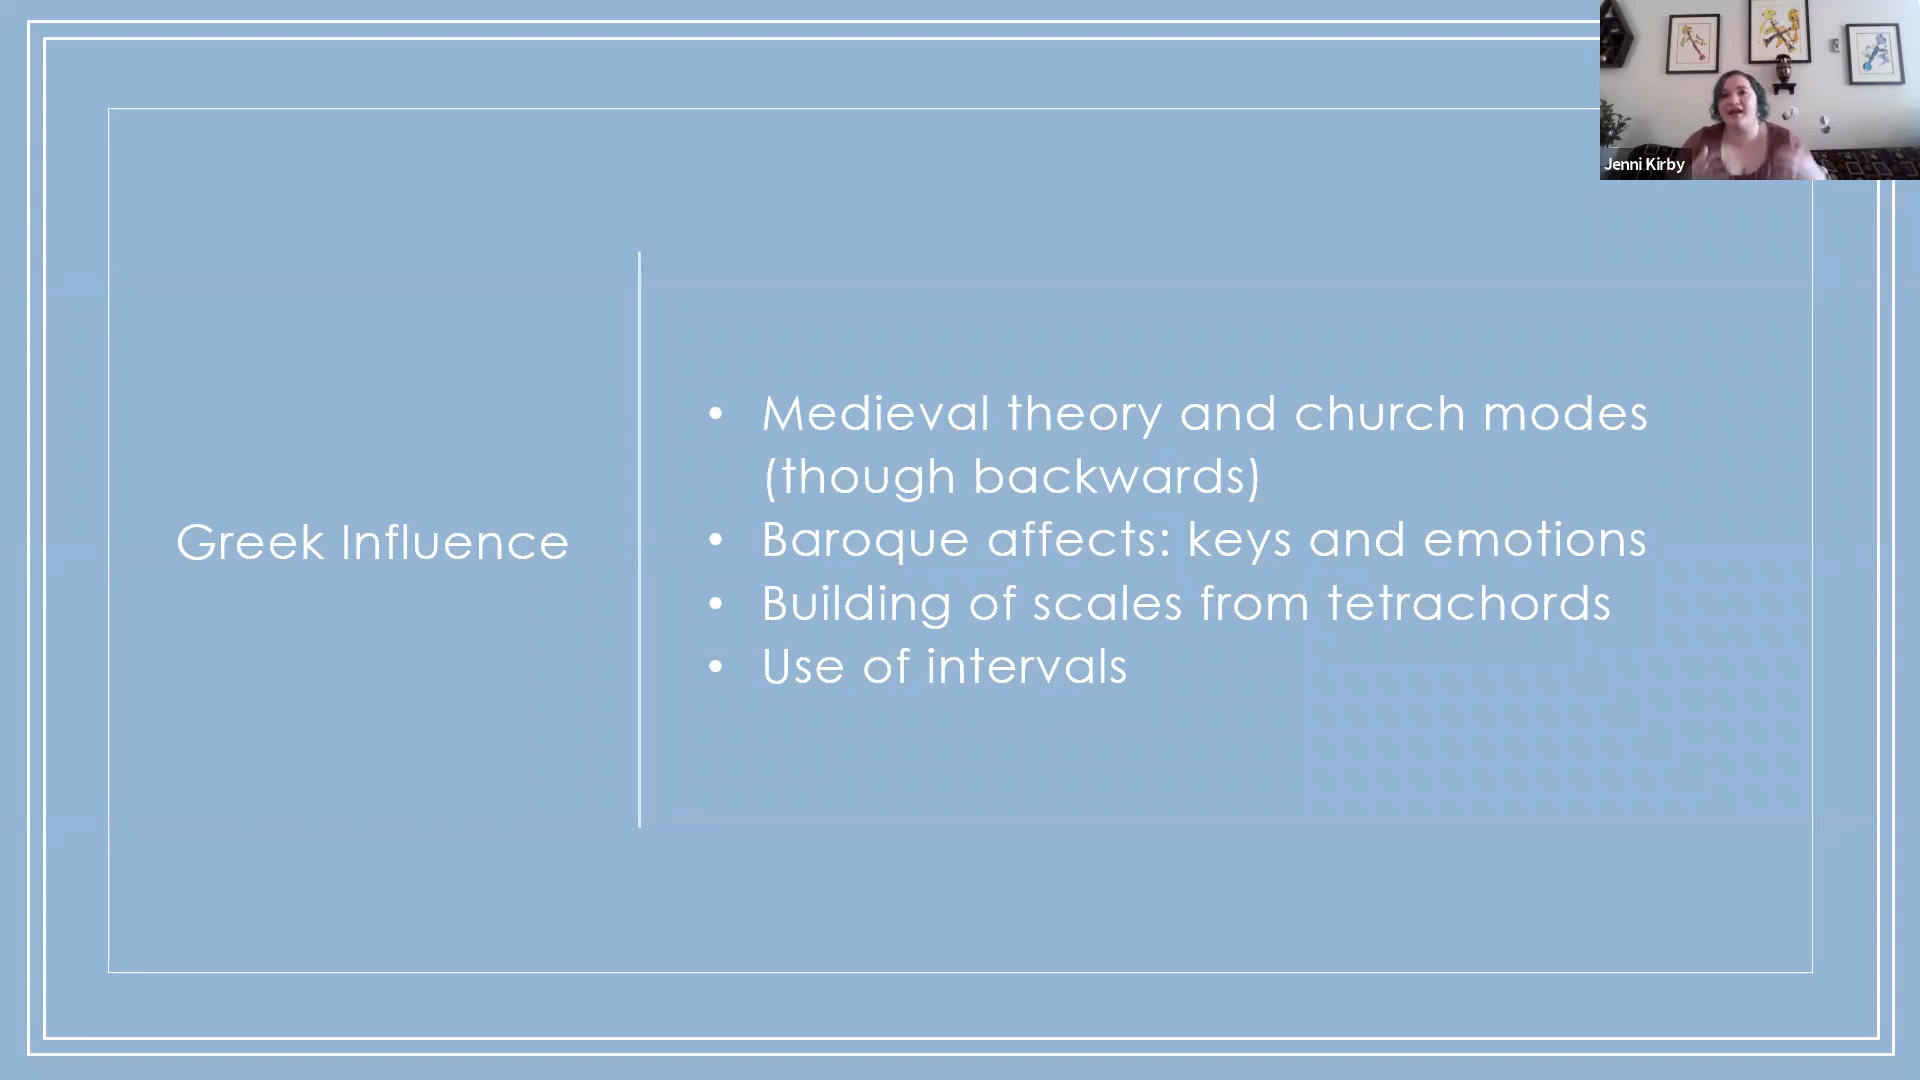 Jenni Kirby
Greek Influence
• Medieval theory and church modes
(though backwards)
• Baroque affects: keys and emotions
• Building of scales from tetrachords
• Use of intervals